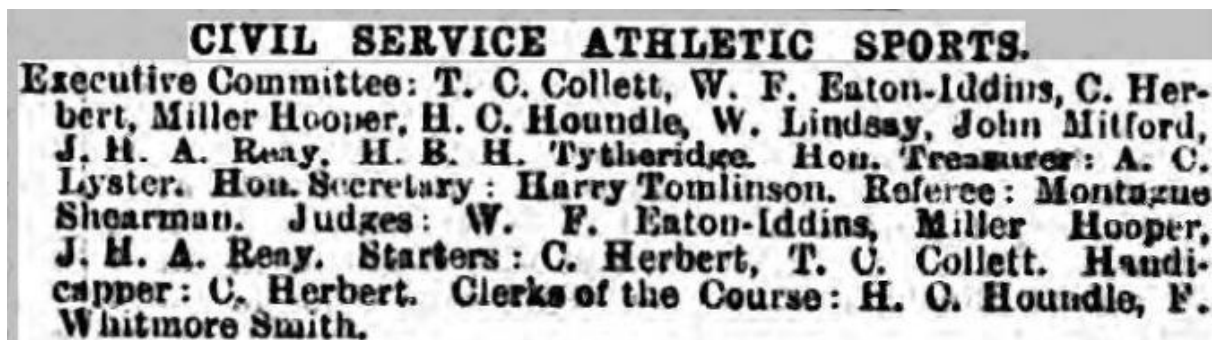 CIVIL SERVICE ATHLETIC SPORTS.
Executive Committee: T. C. Collett, W. F. Eaton-Iddins, C. Her-
bert, Miller Hooper, H. C. Houndle, W. Lindsay, John Mitford,
J. H. A. Reay, H. B. H. Tytheridge. Hon. Treasurer: A. C.
Lyster. Hon. Secretary: Harry Tomlinson. Referee: Montague
Shearman. Judges: W. F. Eaton-Iddins, Miller Hooper,
J. H. A. Reay. Starters: C. Herbert, T. C. Collett. Handi-
capper: C. Herbert. Clerks of the Course: H. C. Houndle, F.
Whitmore Smith.